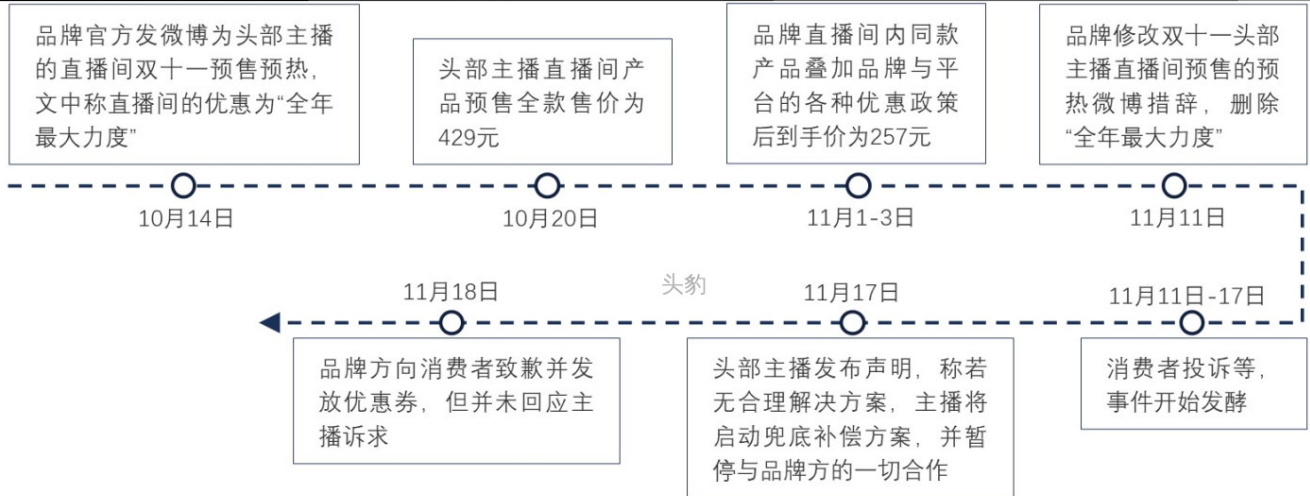 品牌官方发微博为头部主播
的直播间双十一预售预热，
文中称直播间的优惠为“全年
最大力度”
头部主播直播间产
品预售全款售价为
429元
品牌直播间内同款
产品叠加品牌与平
台的各种优惠政策
后到手价为257元
品牌修改双十一头部
主播直播间预售的预
热微博措辞，删除
“全年最大力度”
10月14日
10月20日
11月1-3日
11月11日
头豹
11月11日-17日
消费者投诉等，
事件开始发酵
11月17日
头部主播发布声明，称若
无合理解决方案，主播将
启动兜底补偿方案，并暂
停与品牌方的一切合作
11月18日
品牌方向消费者致歉并发
放优惠券，但并未回应主
播诉求